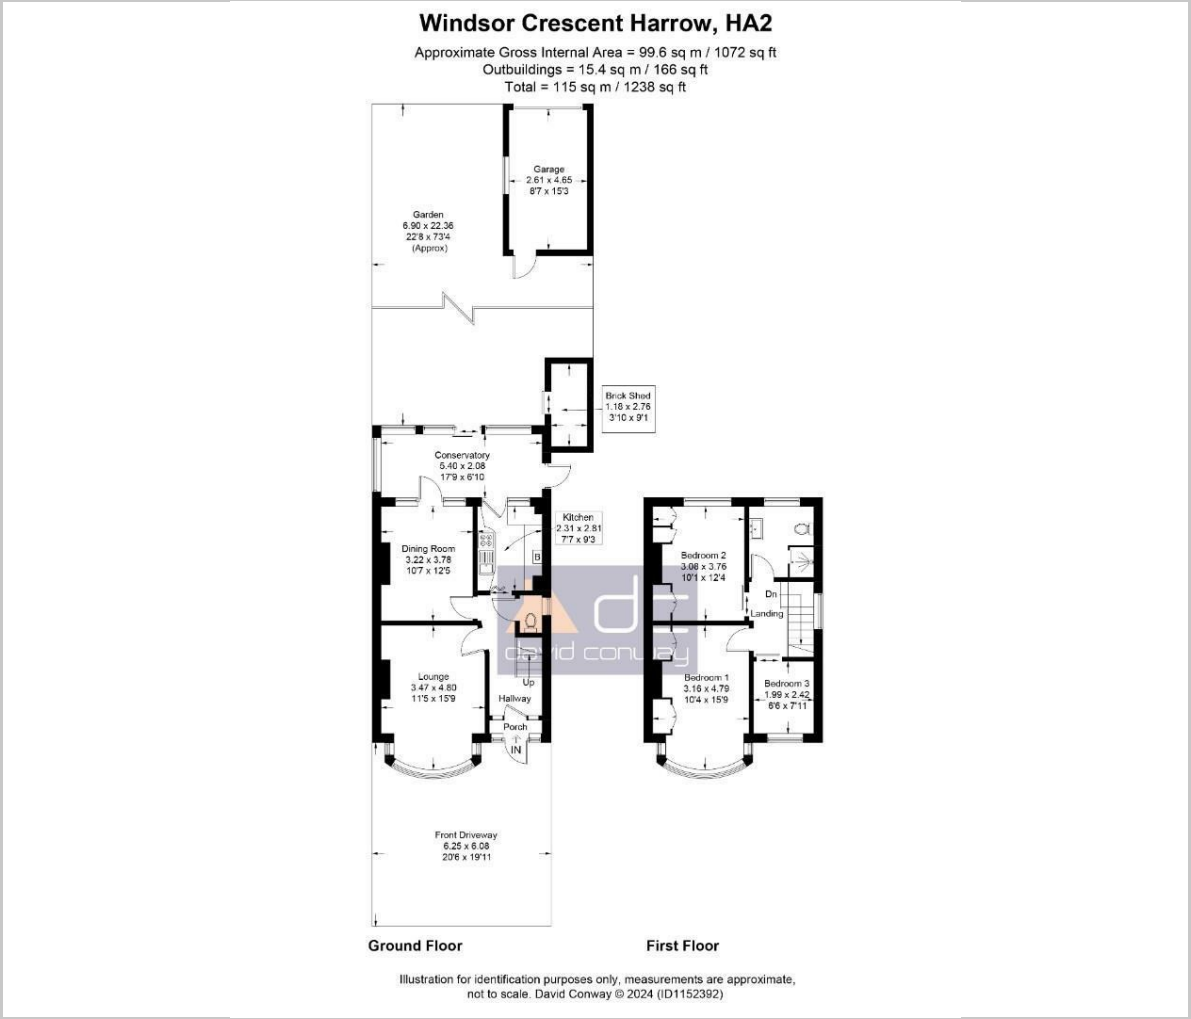 Windsor Crescent Harrow, HA2
Approximate Gross Internal Area = 99.6 sq m / 1072 sq ft
Outbuildings = 15.4 sq m / 166 sq ft
Total = 115 sq m / 1238 sq ft
Garage
2.61 x 4.65
8'7 x 15'3
Garden
6.90 x 22.36
22'8 x 73'4
(Approx)
Brick Shed
1.18 x 2.76
3'10 x 9'1
Conservatory
5.40 x 2.08
17'9 x 6'10
Kitchen
2.31 x 2.81
7'7 x 9'3
B
Dining Room
3.22 x 3.78
10'7 x 12'5
Bedroom 2
3.08 x 3.76
10'1 x 12'4
Dn
Landing
dc
david conway
Lounge
3.47 x 4.80
11'5 x 15'9
Up
Hallway
Porch
IN
Bedroom 1
3.16 x 4.79
10'4 x 15'9
Bedroom 3
1.99 x 2.42
6'6 x 7'11
Front Driveway
6.25 x 6.08
20'6 x 19'11
Ground Floor
First Floor
Illustration for identification purposes only, measurements are approximate,
not to scale. David Conway © 2024 (ID1152392)